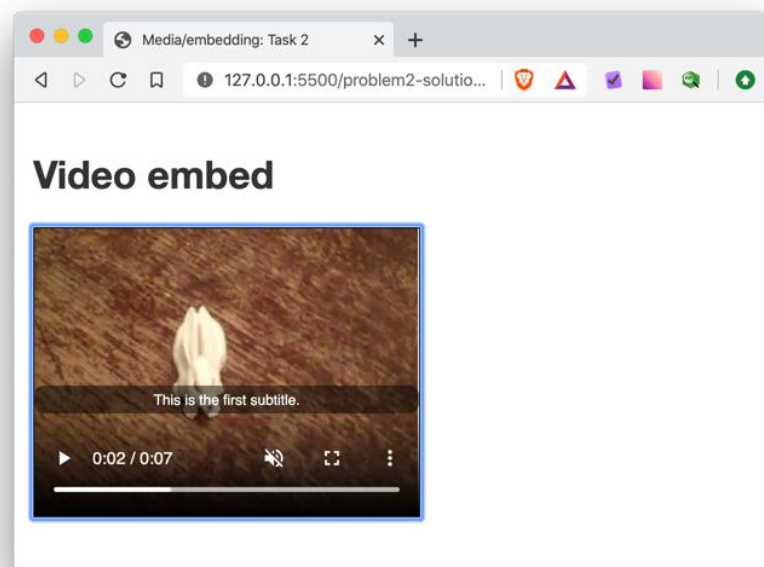 Media/embedding: Task 2
127.0.0.1:5500/problem2-solutio...
Video embed
This is the first subtitle.
0:02 / 0:07